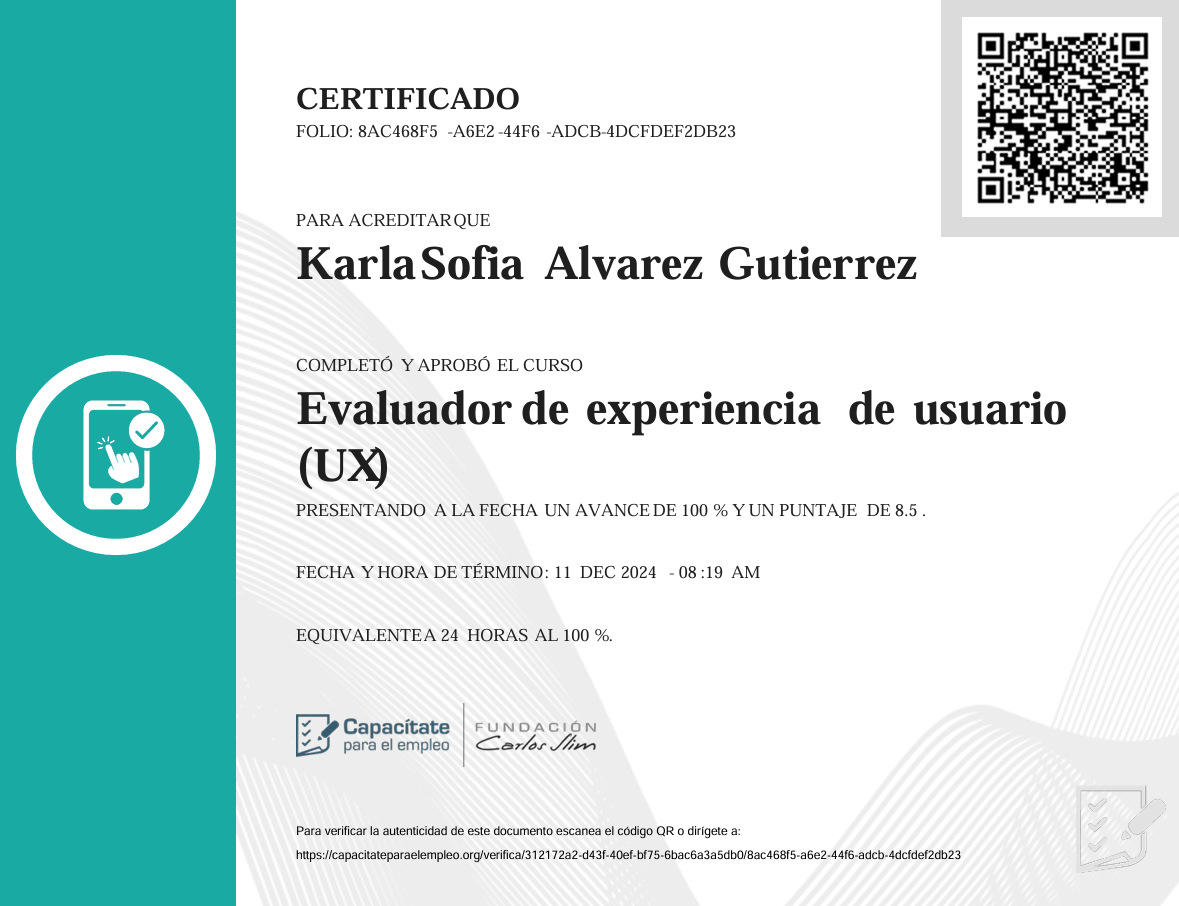 CERTIFICADO
FOLIO: 8AC468F5 -A6E2 -44F6 -ADCB-4DCFDEF2DB23
PARA ACREDITAR QUE
Karla Sofia Alvarez Gutierrez
COMPLETÓ Y APROBÓ EL CURSO
Evaluador de experiencia de usuario
(UX)
PRESENTANDO A LA FECHA UN AVANCE DE 100 % Y UN PUNTAJE DE 8.5 .
FECHA Y HORA DE TÉRMINO: 11 DEC 2024 - 08 :19 AM
EQUIVALENTE A 24 HORAS AL 100 %.
Capacítate
para el empleo
FUNDACIÓN
Carlos Slim
Para verificar la autenticidad de este documento escanea el código QR o dirígete a:
https://capacitateparaelempleo.org/verifica/312172a2-d43f-40ef-bf75-6bac6a3a5db0/8ac468f5-a6e2-44f6-adcb-4dcfdef2db23